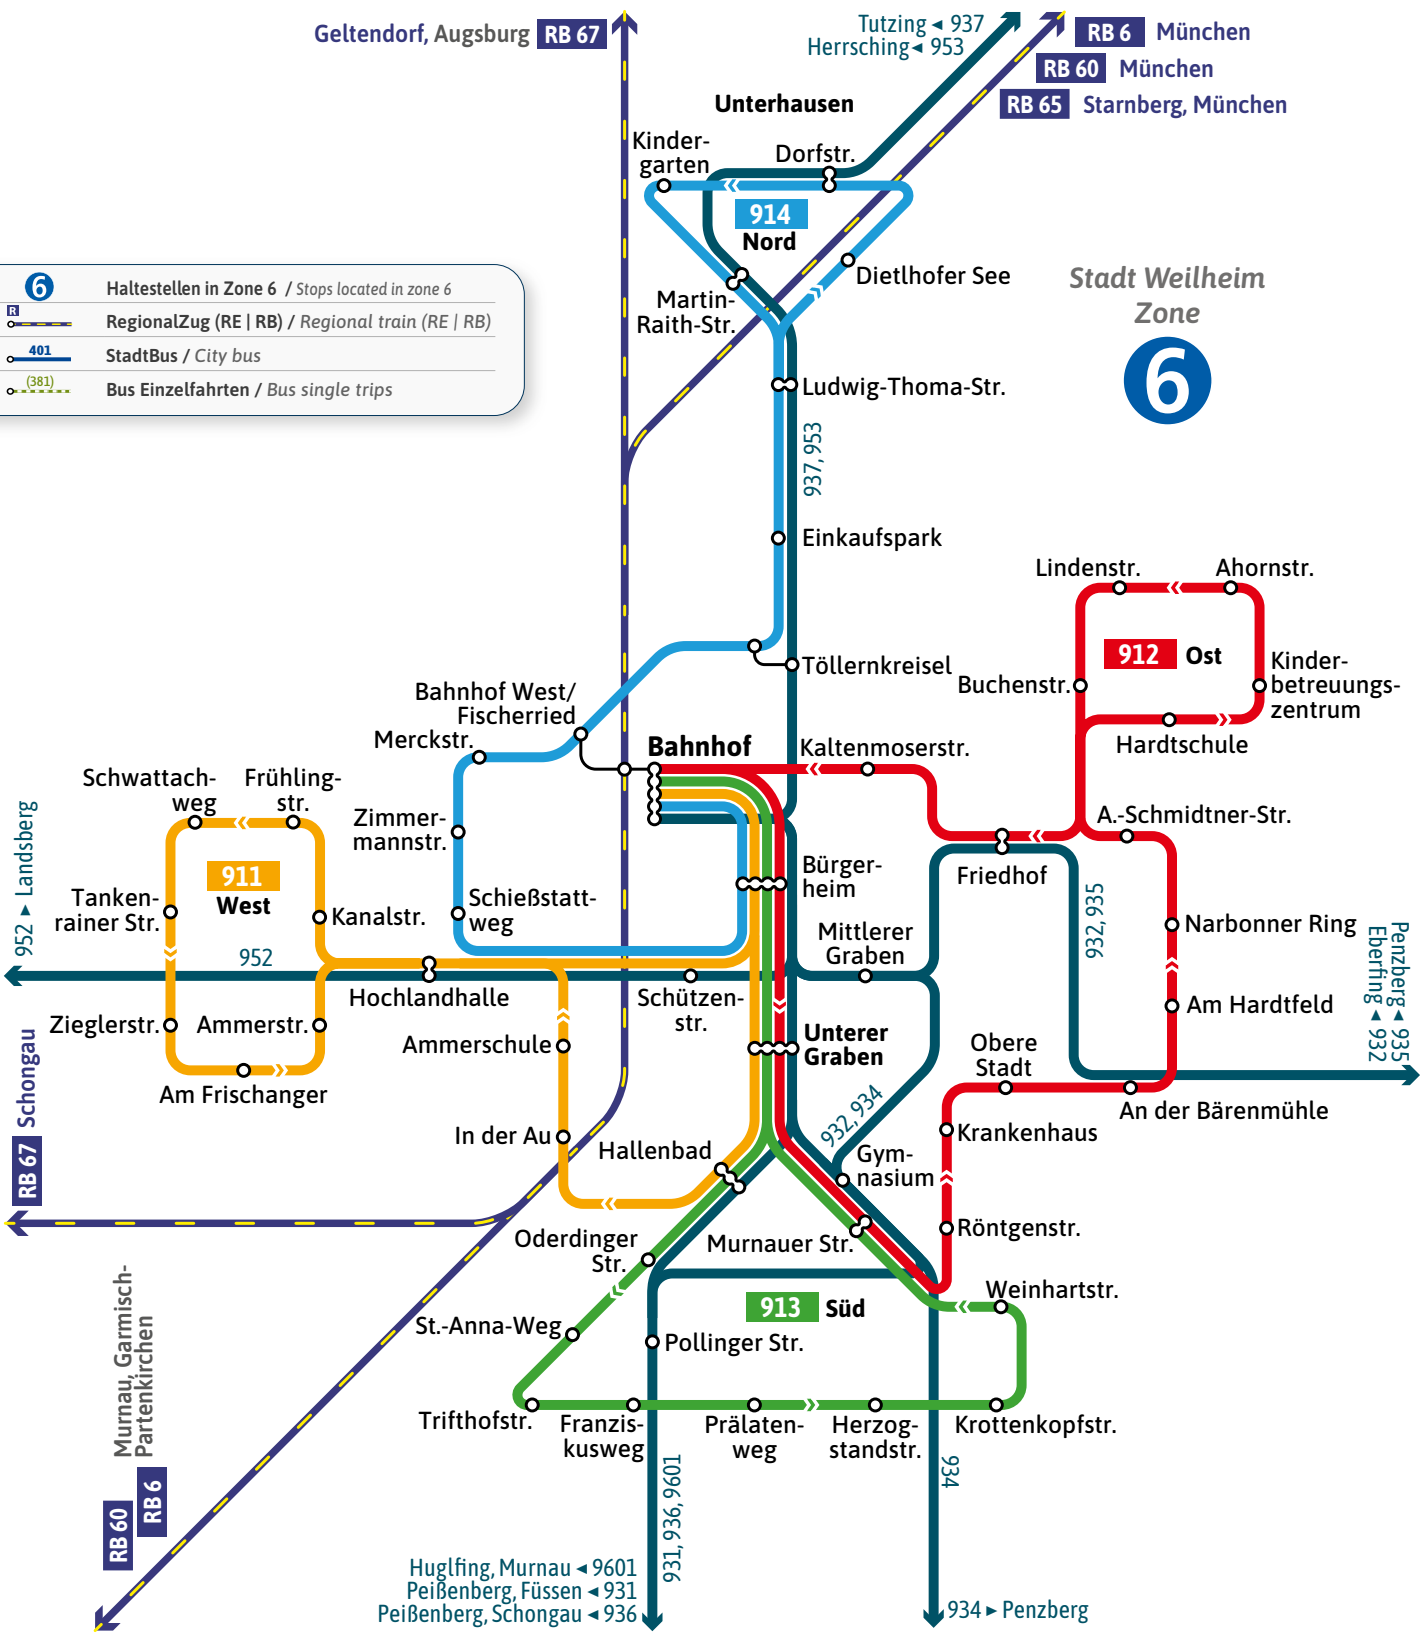 Geltendorf, Augsburg RB 67
Tutzing ◂ 937
Herrsching ◂ 953
RB 6 München
RB 60 München
RB 65 Starnberg, München
Unterhausen
Kinder-
garten
Dorfstr.
914
Nord
Dietlhofer See
Martin-
Raith-Str.
Stadt Weilheim
Zone
6
6 Haltestellen in Zone 6 / Stops located in zone 6
R RegionalZug (RE | RB) / Regional train (RE | RB)
401 StadtBus / City bus
(381) Bus Einzelfahrten / Bus single trips
Ludwig-Thoma-Str.
937, 953
Einkaufspark
Töllernkreisel
Lindenstr.
Ahornstr.
912 Ost
Buchenstr.
Kinder-
betreuungs-
zentrum
Hardtschule
Bahnhof West/
Fischerried
Merckstr.
Bahnhof
Kaltenmoserstr.
A.-Schmidtner-Str.
Schwattach-
weg
Frühling-
str.
Zimmer-
mannstr.
952 ▸ Landsberg
911
West
Tanken-
rainer Str.
Kanalstr.
Schießstatt-
weg
Bürger-
heim
Friedhof
932, 935
Narbonner Ring
Mittlerer
Graben
952
Hochlandhalle
Schützen-
str.
Penzberg ◂ 935
Eberfing ◂ 932
Am Hardtfeld
Zieglerstr.
Ammerstr.
Ammerschule
Unterer
Graben
Obere
Stadt
Am Frischanger
An der Bärenmühle
RB 67 Schongau
In der Au
Hallenbad
932, 934
Krankenhaus
Gym-
nasium
Röntgenstr.
Oderdinger
Str.
Murnauer Str.
Weinhartstr.
913 Süd
St.-Anna-Weg
Pollinger Str.
Murnau, Garmisch-
Partenkirchen
RB 60
RB 6
Trifthofstr.
Franzis-
kusweg
Prälaten-
weg
Herzog-
standstr.
Krottenkopfstr.
931, 936, 9601
934
Huglfing, Murnau ◂ 9601
Peißenberg, Füssen ◂ 931
Peißenberg, Schongau ◂ 936
934 ▸ Penzberg